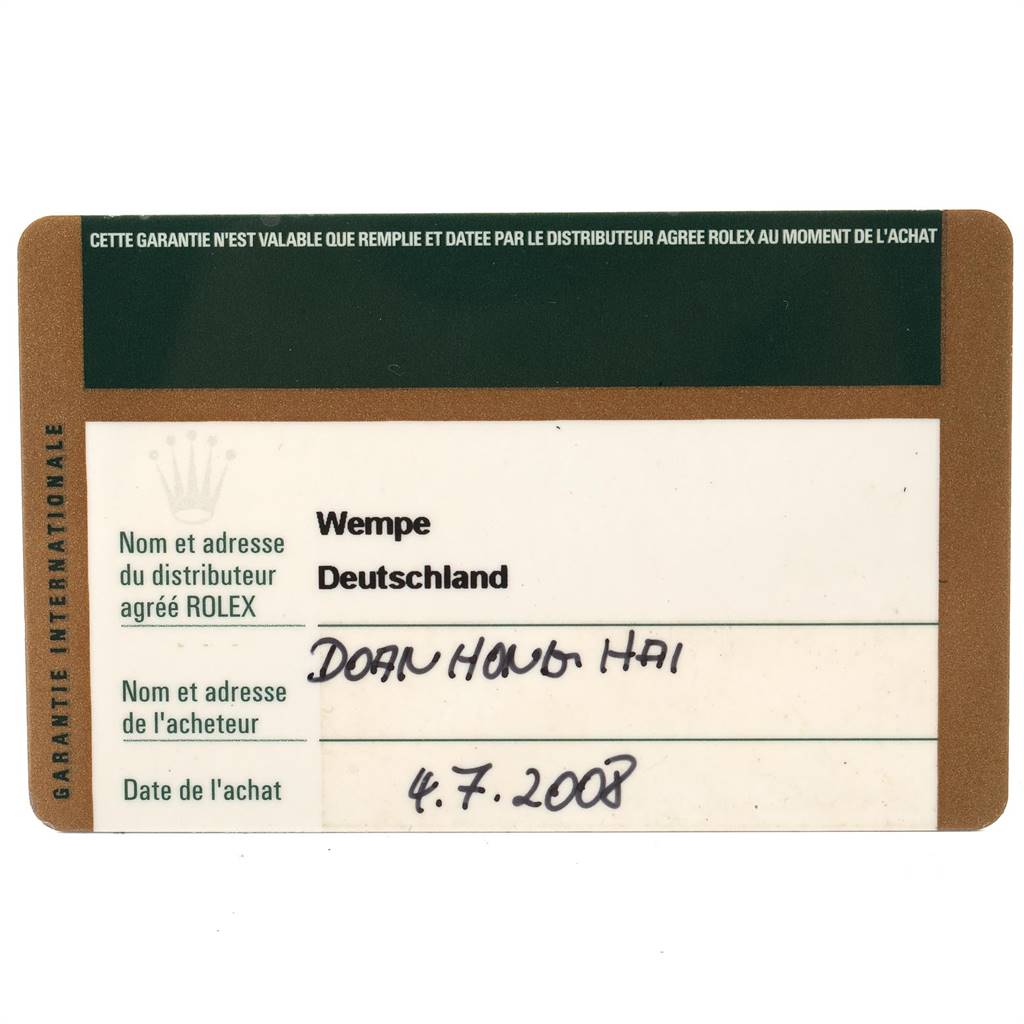 CETTE GARANTIE N'EST VALABLE QUE REMPLIE ET DATEE PAR LE DISTRIBUTEUR AGREE ROLEX AU MOMENT DE L'ACHAT
GARANTIE INTERNATIONALE
Nom et adresse
du distributeur
agréé ROLEX
Wempe
Deutschland
Nom et adresse
de l'acheteur
DOAN HONG HAI
Date de l'achat
4.7.2008